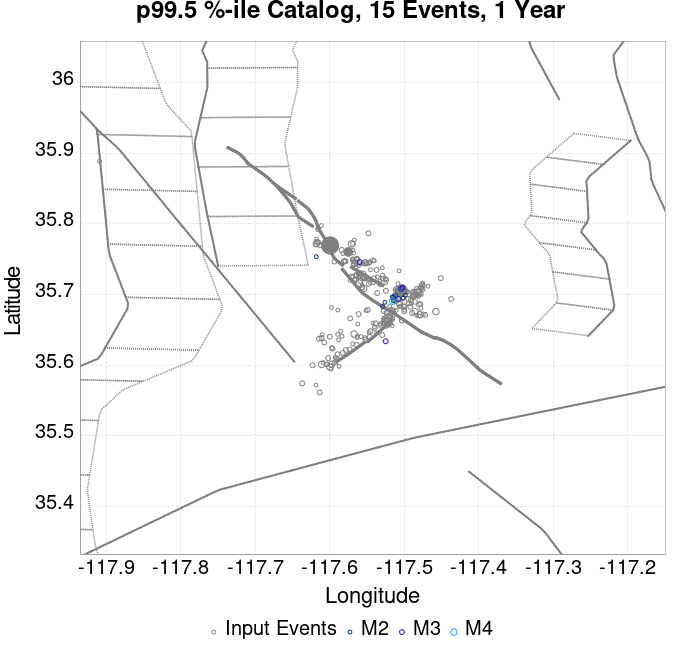 p99.5 %-ile Catalog, 15 Events, 1 Year
36
35.9
35.8
35.7
35.6
35.5
35.4
Latitude
-117.9 -117.8 -117.7 -117.6 -117.5 -117.4 -117.3 -117.2
Longitude
Input Events M2 M3 M4